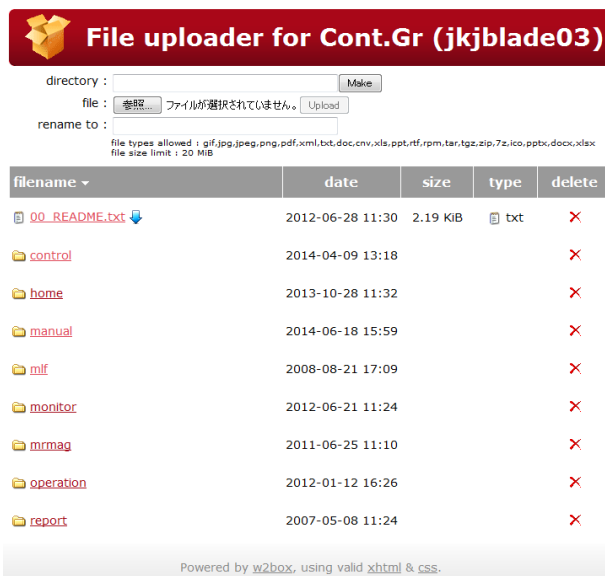 File uploader for Cont.Gr (jkjblade03)
directory : Make
file : 参照... ファイルが選択されていません。 Upload
rename to :
file types allowed : gif,jpg,jpeg,png,pdf,xml,txt,doc,cnv,xls,ppt,rtf,rpm,tar,tgz,zip,7z,ico,pptx,docx,xlsx
file size limit : 20 MiB
filename date size type delete
00_README.txt 2012-06-28 11:30 2.19 KiB txt
control 2014-04-09 13:18
home 2013-10-28 11:32
manual 2014-06-18 15:59
mlf 2008-08-21 17:09
monitor 2012-06-21 11:24
mrmag 2011-06-25 11:10
operation 2012-01-12 16:26
report 2007-05-08 11:24
Powered by w2box, using valid xhtml & css.